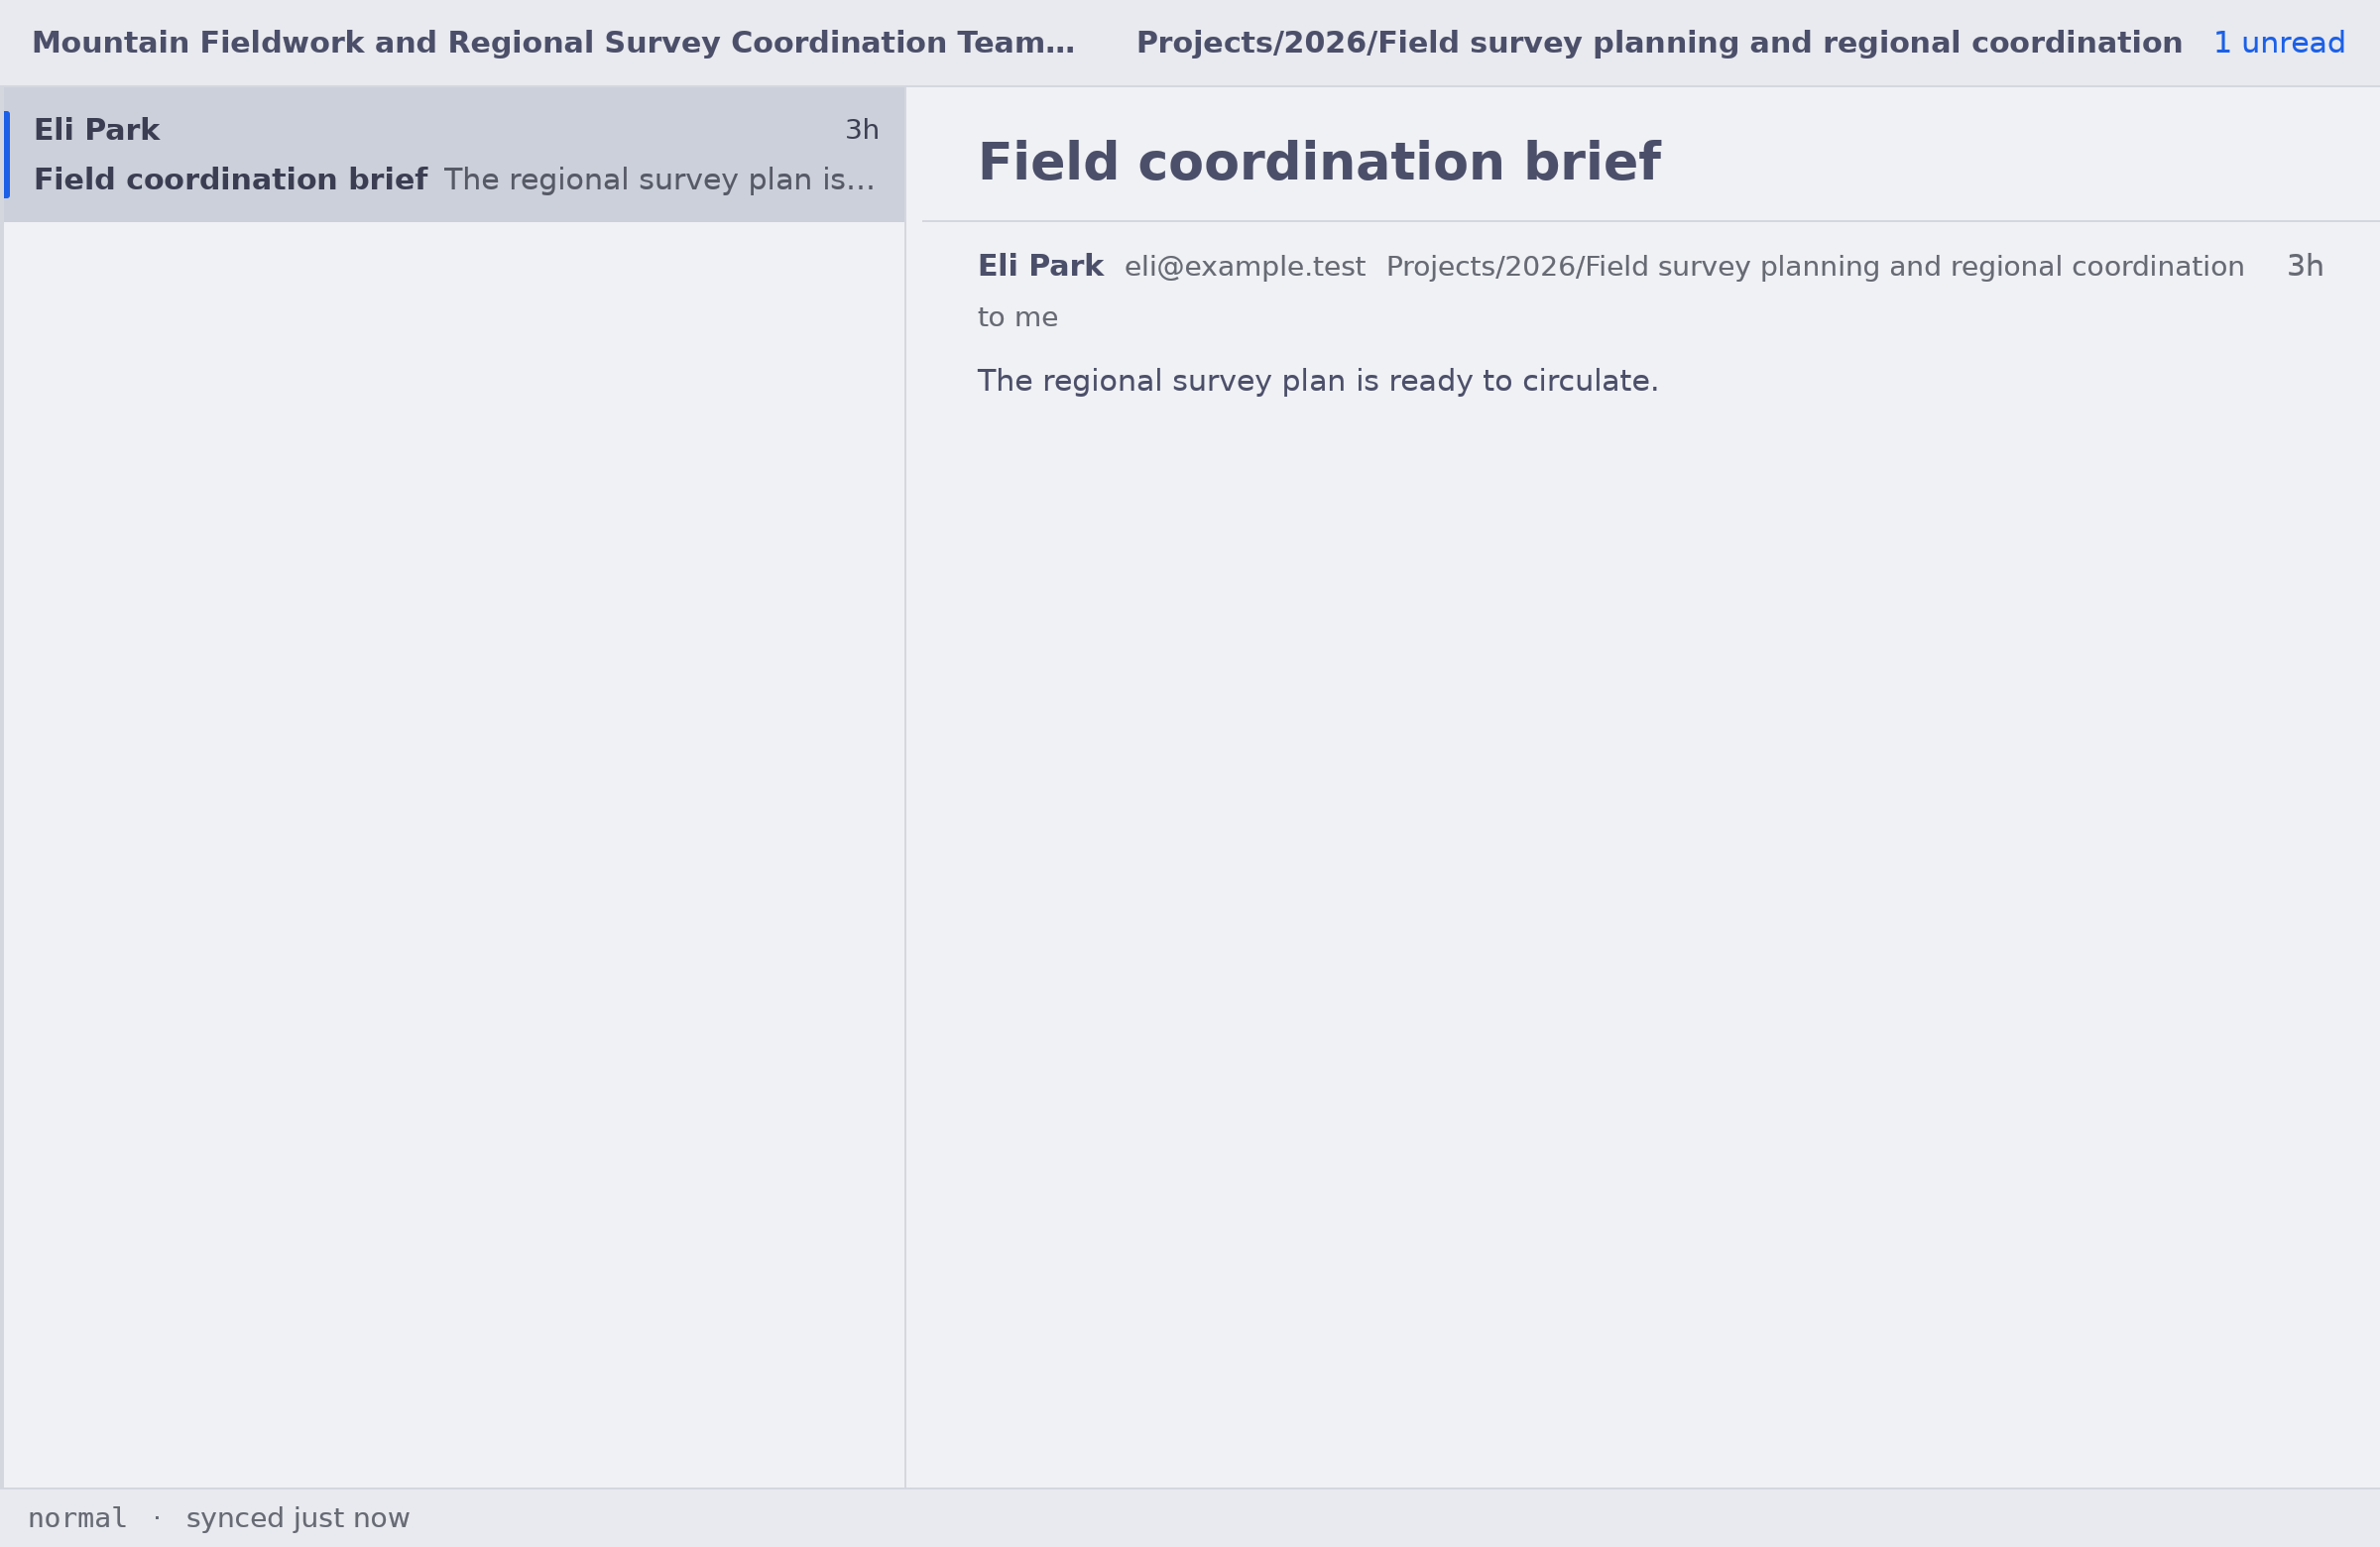 Mountain Fieldwork and Regional Survey Coordination Team… Projects/2026/Field survey planning and regional coordination 1 unread
Eli Park 3h
Field coordination brief The regional survey plan is…
Field coordination brief
Eli Park eli@example.test Projects/2026/Field survey planning and regional coordination 3h
to me
The regional survey plan is ready to circulate.
normal · synced just now